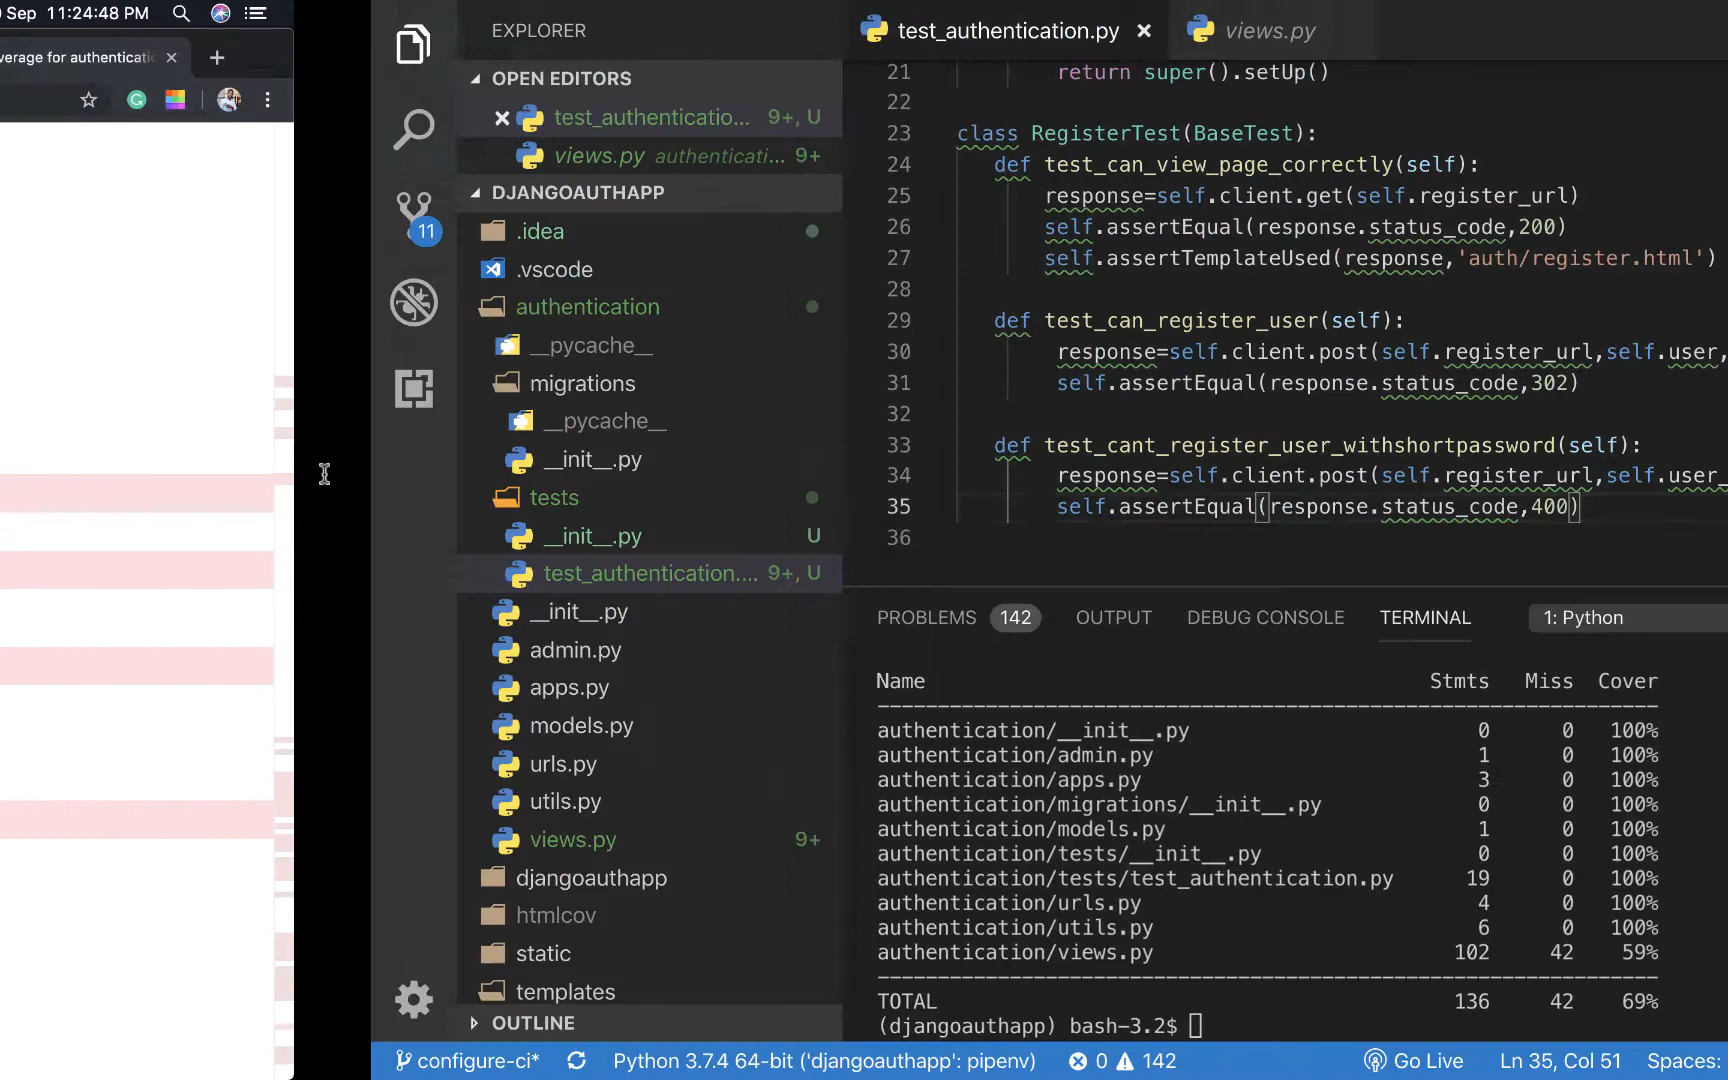 Sep 11:24:48 PM
verage for authenticati
EXPLORER
OPEN EDITORS
test_authenticatio... 9+, U
views.py authenticati... 9+
DJANGOAUTHAPP
.idea
.vscode
authentication
__pycache__
migrations
__pycache__
__init__.py
tests
__init__.py U
test_authentication.... 9+, U
__init__.py
admin.py
apps.py
models.py
urls.py
utils.py
views.py 9+
djangoauthapp
htmlcov
static
templates
OUTLINE
11
test_authentication.py
views.py
21 return super().setUp()
22
23 class RegisterTest(BaseTest):
24 def test_can_view_page_correctly(self):
25 response=self.client.get(self.register_url)
26 self.assertEqual(response.status_code,200)
27 self.assertTemplateUsed(response,'auth/register.html')
28
29 def test_can_register_user(self):
30 response=self.client.post(self.register_url,self.user,
31 self.assertEqual(response.status_code,302)
32
33 def test_cant_register_user_withshortpassword(self):
34 response=self.client.post(self.register_url,self.user_
35 self.assertEqual(response.status_code,400)
36
PROBLEMS 142 OUTPUT DEBUG CONSOLE TERMINAL 1: Python
Name Stmts Miss Cover
authentication/__init__.py 0 0 100%
authentication/admin.py 1 0 100%
authentication/apps.py 3 0 100%
authentication/migrations/__init__.py 0 0 100%
authentication/models.py 1 0 100%
authentication/tests/__init__.py 0 0 100%
authentication/tests/test_authentication.py 19 0 100%
authentication/urls.py 4 0 100%
authentication/utils.py 6 0 100%
authentication/views.py 102 42 59%
TOTAL 136 42 69%
(djangoauthapp) bash-3.2$
configure-ci* Python 3.7.4 64-bit ('djangoauthapp': pipenv) 0 142 Go Live Ln 35, Col 51 Spaces: